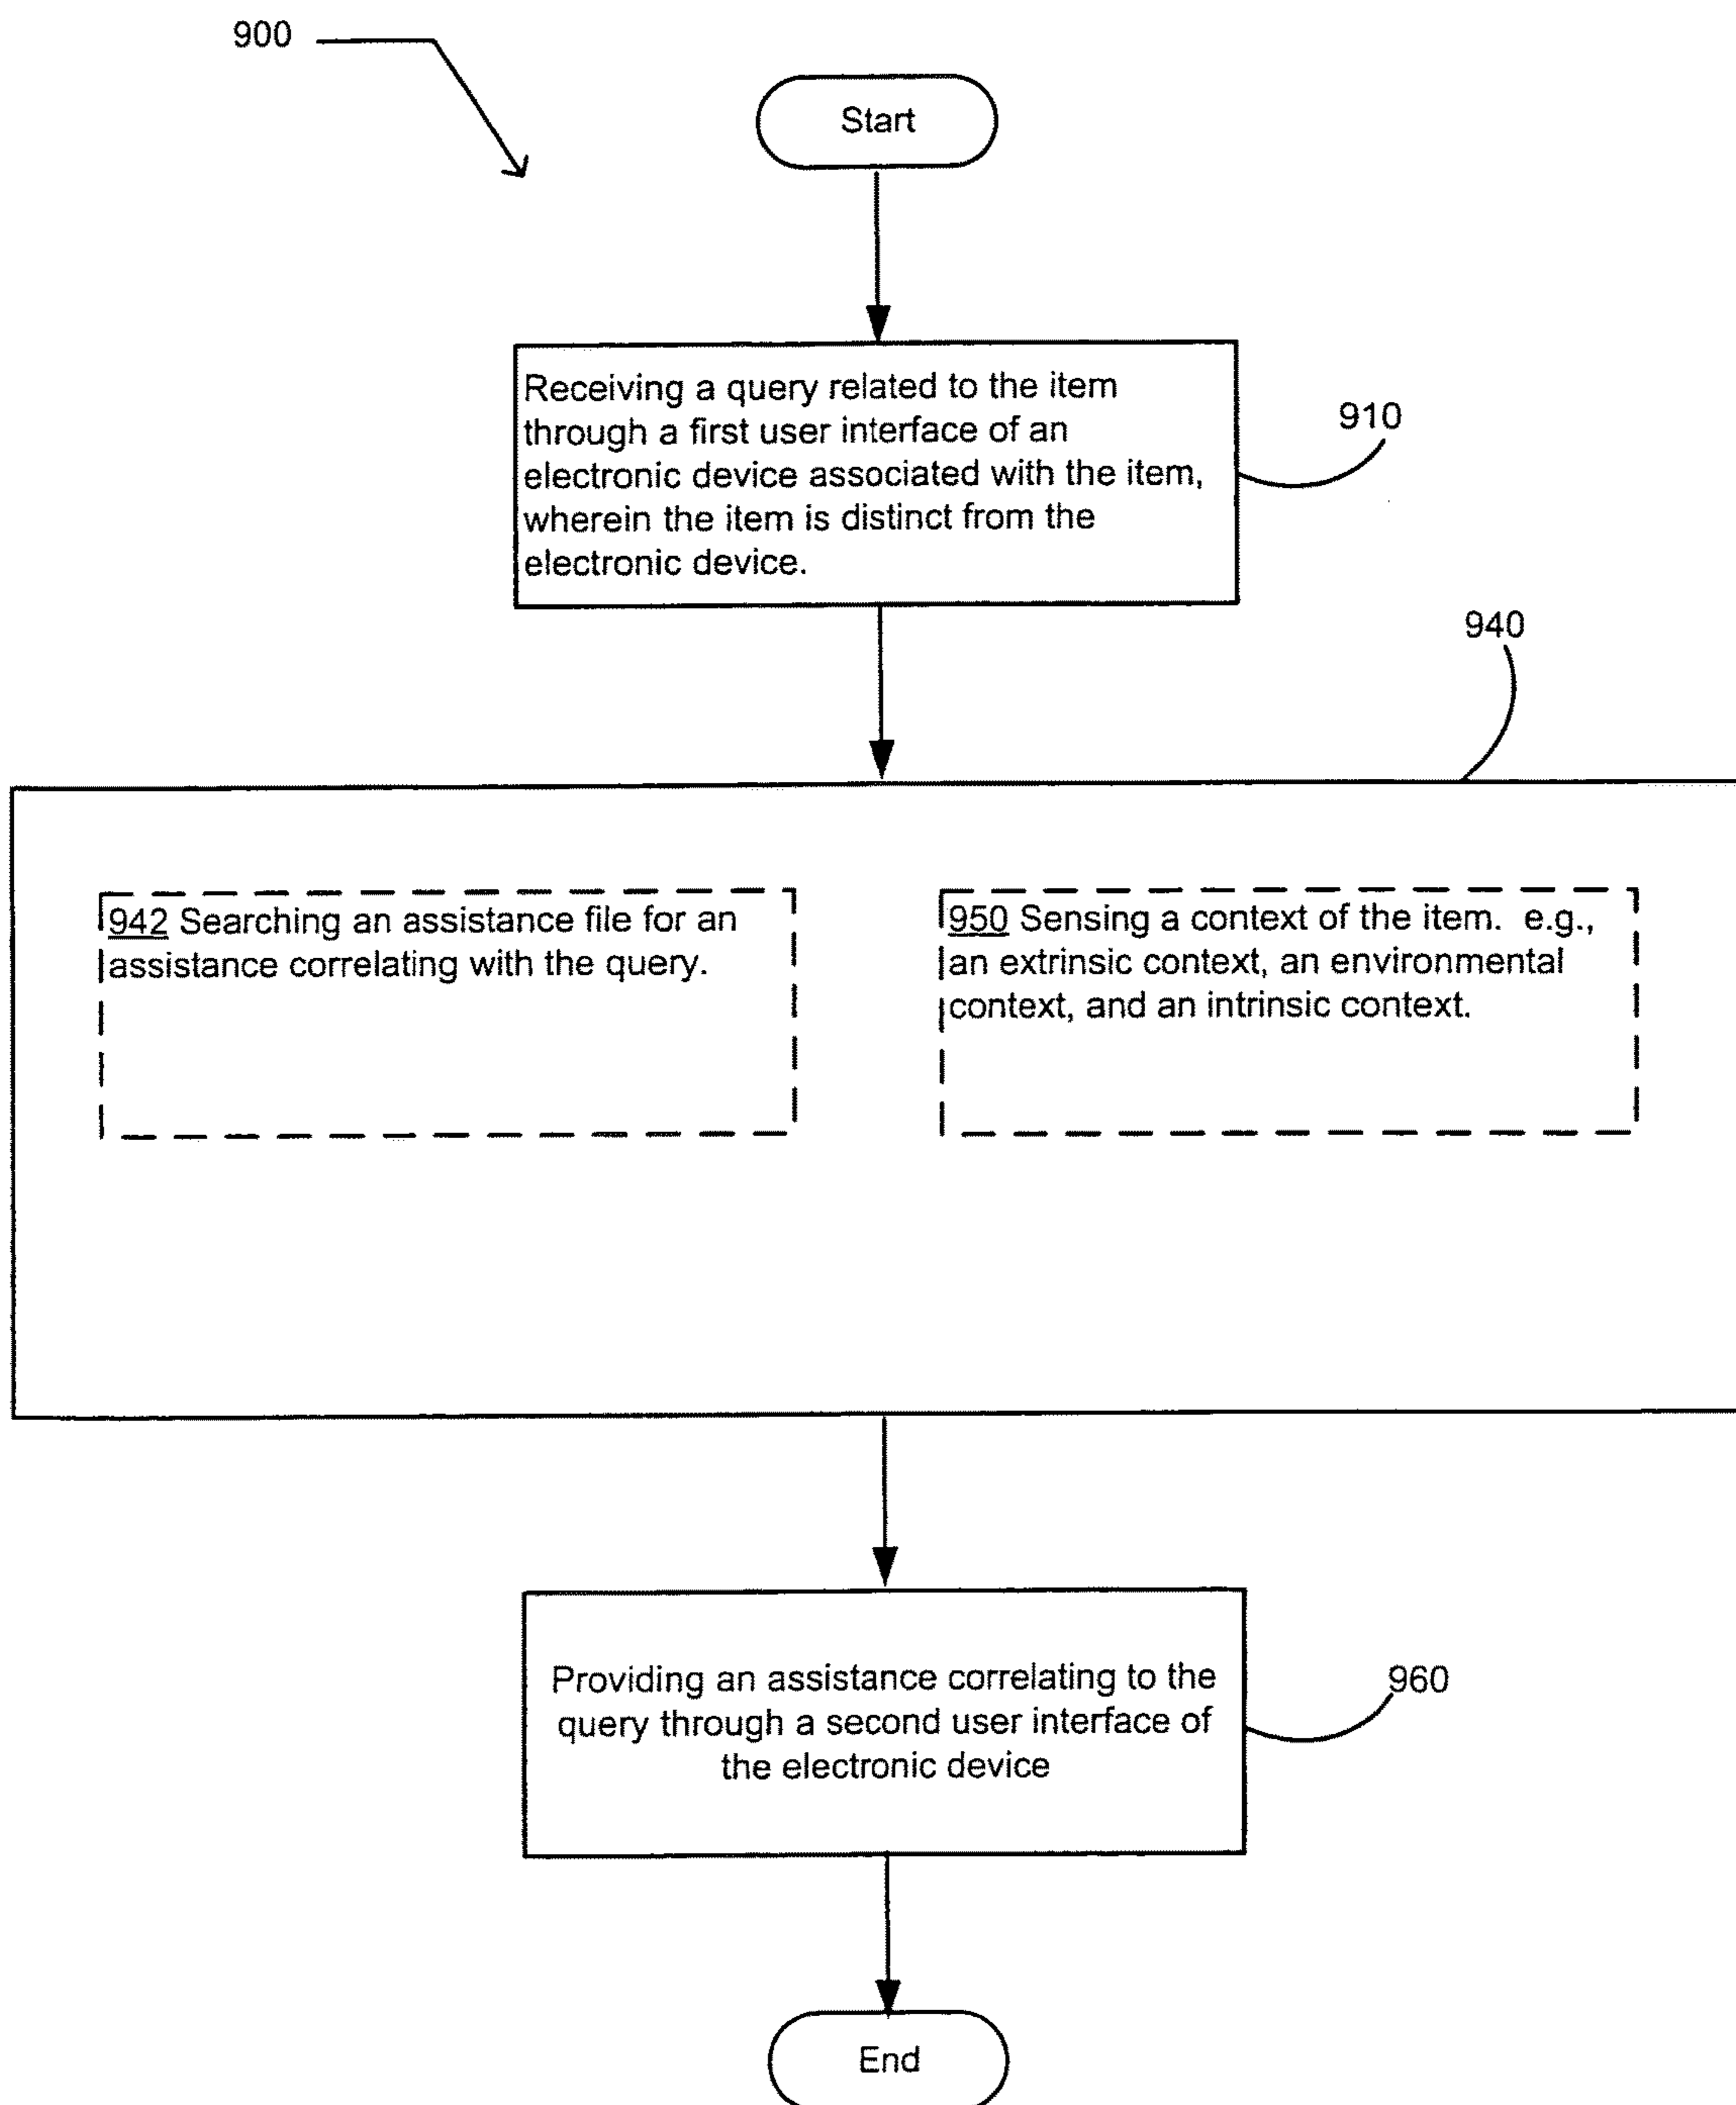 900
Start
Receiving a query related to the item
through a first user interface of an
electronic device associated with the item,
wherein the item is distinct from the
electronic device.
910
940
942 Searching an assistance file for an
assistance correlating with the query.
950 Sensing a context of the item.  e.g.,
an extrinsic context, an environmental
context, and an intrinsic context.
Providing an assistance correlating to the
query through a second user interface of
the electronic device
960
End